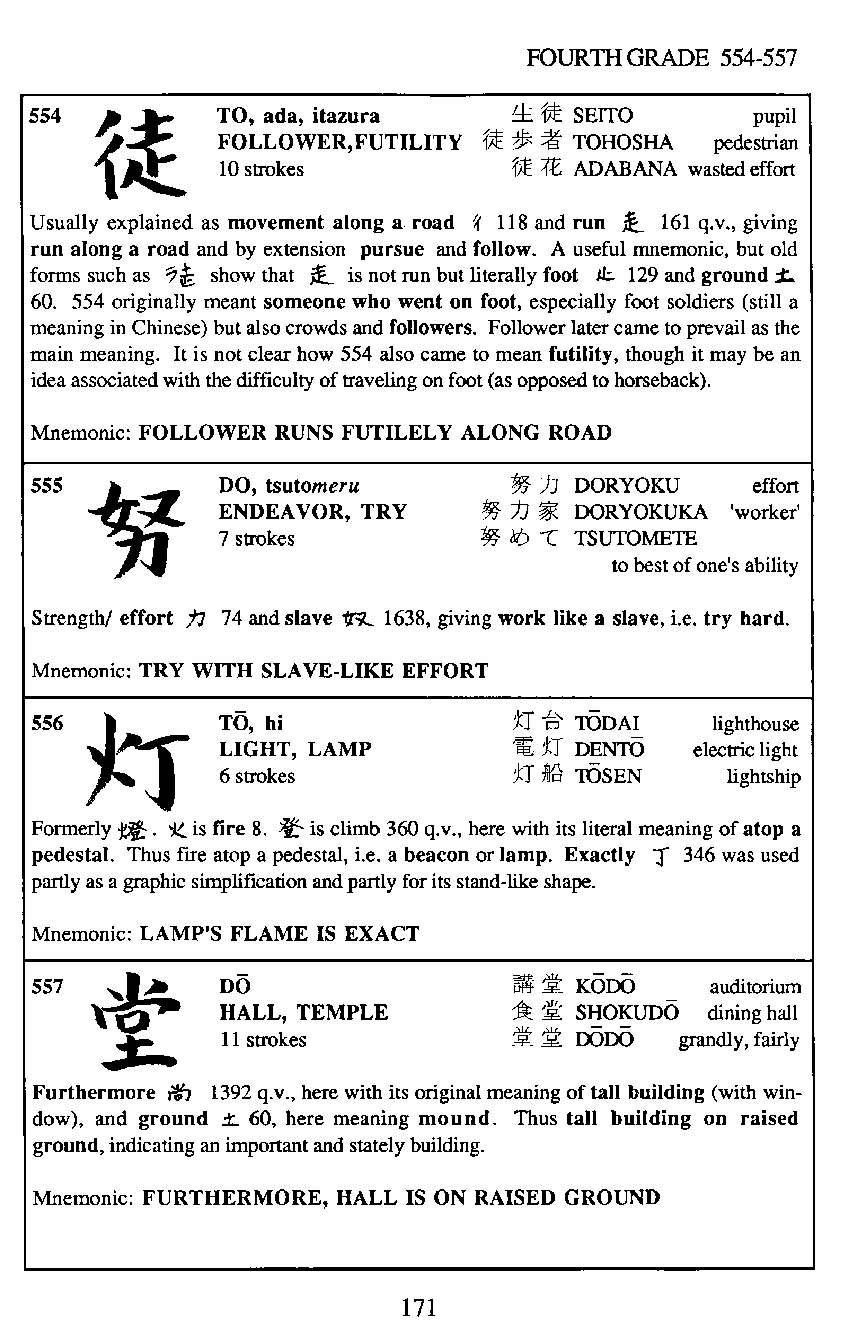 FOURTH GRADE 554-557
554 徒 TO, ada, itazura 生徒 SEITO pupil
FOLLOWER,FUTILITY 徒歩者 TOHOSHA pedestrian
10 strokes 徒花 ADABANA wasted effort
Usually explained as movement along a road 彳 118 and run 走 161 q.v., giving
run along a road and by extension pursue and follow. A useful mnemonic, but old
forms such as show that 走 is not run but literally foot 止 129 and ground 土
60. 554 originally meant someone who went on foot, especially foot soldiers (still a
meaning in Chinese) but also crowds and followers. Follower later came to prevail as the
main meaning. It is not clear how 554 also came to mean futility, though it may be an
idea associated with the difficulty of traveling on foot (as opposed to horseback).
Mnemonic: FOLLOWER RUNS FUTILELY ALONG ROAD
555 努 DO, tsutomeru 努力 DORYOKU effort
ENDEAVOR, TRY 努力家 DORYOKUKA 'worker'
7 strokes 努めて TSUTOMETE
to best of one's ability
Strength/ effort 力 74 and slave 奴 1638, giving work like a slave, i.e. try hard.
Mnemonic: TRY WITH SLAVE-LIKE EFFORT
556 灯 TŌ, hi 灯台 TŌDAI lighthouse
LIGHT, LAMP 電灯 DENTŌ electric light
6 strokes 灯船 TŌSEN lightship
Formerly 燈. 火 is fire 8. 登 is climb 360 q.v., here with its literal meaning of atop a
pedestal. Thus fire atop a pedestal, i.e. a beacon or lamp. Exactly 丁 346 was used
partly as a graphic simplification and partly for its stand-like shape.
Mnemonic: LAMP'S FLAME IS EXACT
557 堂 DŌ 講堂 KŌDŌ auditorium
HALL, TEMPLE 食堂 SHOKUDŌ dining hall
11 strokes 堂堂 DŌDŌ grandly, fairly
Furthermore 尚 1392 q.v., here with its original meaning of tall building (with win-
dow), and ground 土 60, here meaning mound. Thus tall building on raised
ground, indicating an important and stately building.
Mnemonic: FURTHERMORE, HALL IS ON RAISED GROUND
171